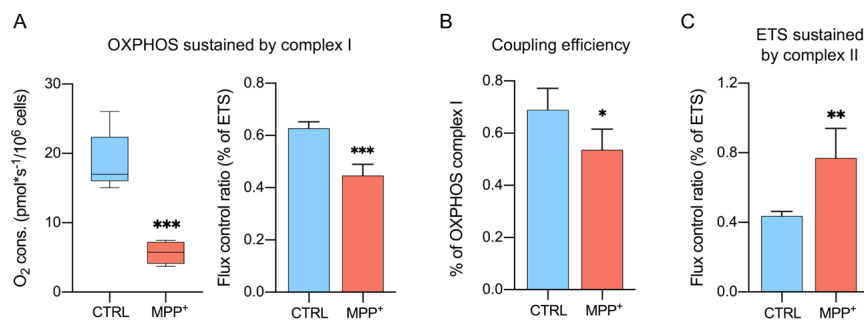 A
OXPHOS sustained by complex I
O2 cons. (pmol*s-1/106 cells)
30
20
10
0
***
CTRL
MPP+
Flux control ratio (% of ETS)
0.8
0.6
0.4
0.2
0.0
***
CTRL
MPP+
B
Coupling efficiency
% of OXPHOS complex I
0.8
0.6
0.4
0.2
0.0
*
CTRL
MPP+
C
ETS sustained
by complex II
Flux control ratio (% of ETS)
1.2
0.8
0.4
0.0
**
CTRL
MPP+